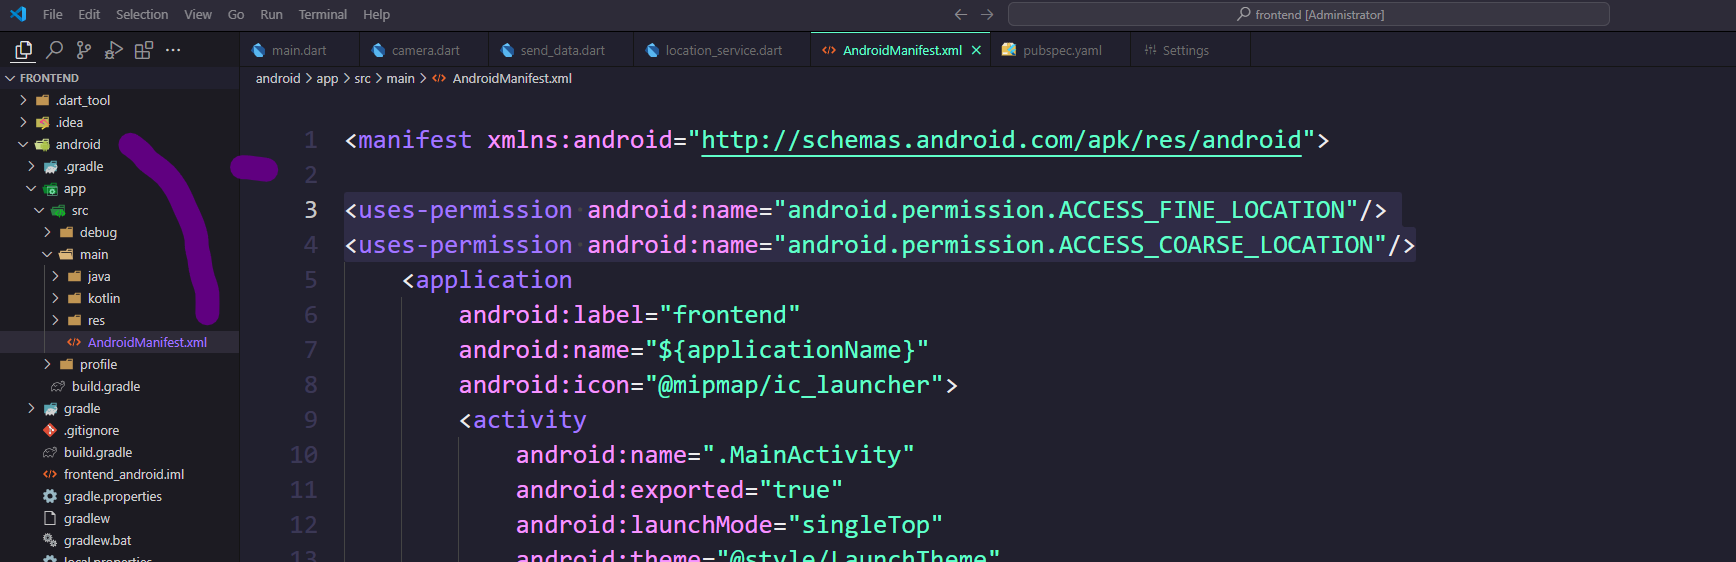 File Edit Selection View Go Run Terminal Help
frontend [Administrator]
main.dart camera.dart send_data.dart location_service.dart AndroidManifest.xml pubspec.yaml Settings
FRONTEND
android > app > src > main > AndroidManifest.xml
.dart_tool
.idea
android
.gradle
app
src
debug
main
java
kotlin
res
AndroidManifest.xml
profile
build.gradle
gradle
.gitignore
build.gradle
frontend_android.iml
gradle.properties
gradlew
gradlew.bat
local.properties
1 <manifest xmlns:android="http://schemas.android.com/apk/res/android">
2
3 <uses-permission android:name="android.permission.ACCESS_FINE_LOCATION"/>
4 <uses-permission android:name="android.permission.ACCESS_COARSE_LOCATION"/>
5 <application
6 android:label="frontend"
7 android:name="${applicationName}"
8 android:icon="@mipmap/ic_launcher">
9 <activity
10 android:name=".MainActivity"
11 android:exported="true"
12 android:launchMode="singleTop"
13 android:theme="@style/LaunchTheme"